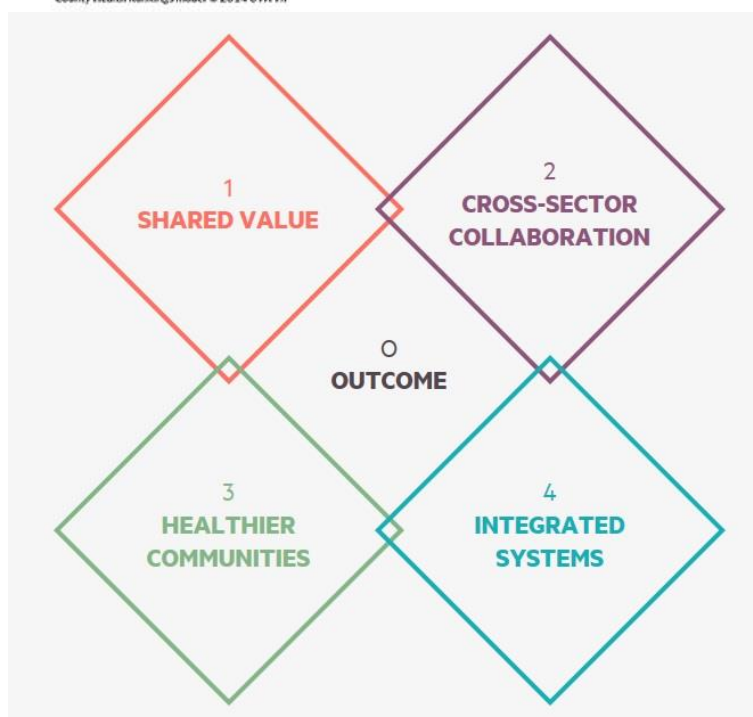 1
SHARED VALUE
2
CROSS-SECTOR
COLLABORATION
O
OUTCOME
3
HEALTHIER
COMMUNITIES
4
INTEGRATED
SYSTEMS